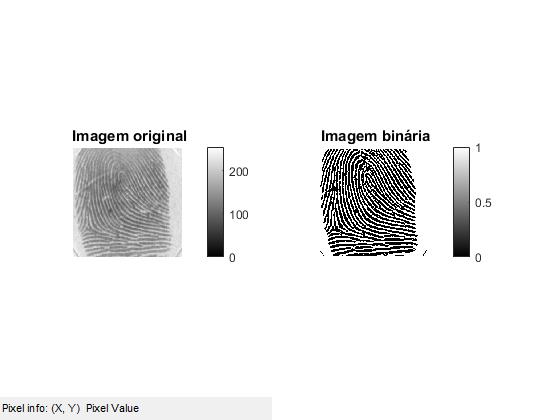 Imagem original
200
100
0
Imagem binária
1
0.5
0
Pixel info: (X, Y)  Pixel Value